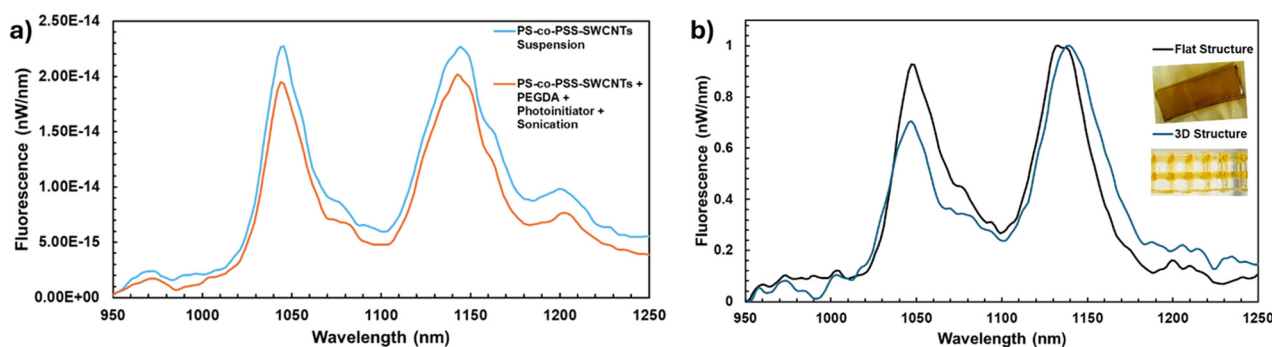 a)
2.50E-14
2.00E-14
1.50E-14
1.00E-14
5.00E-15
0.00E+00
Fluorescence (nW/nm)
950 1000 1050 1100 1150 1200 1250
Wavelength (nm)
PS-co-PSS-SWCNTs
Suspension
PS-co-PSS-SWCNTs +
PEGDA +
Photoinitiator +
Sonication
b)
1
0.8
0.6
0.4
0.2
0
Fluorescence (nW/nm)
950 1000 1050 1100 1150 1200 1250
Wavelength (nm)
Flat Structure
3D Structure